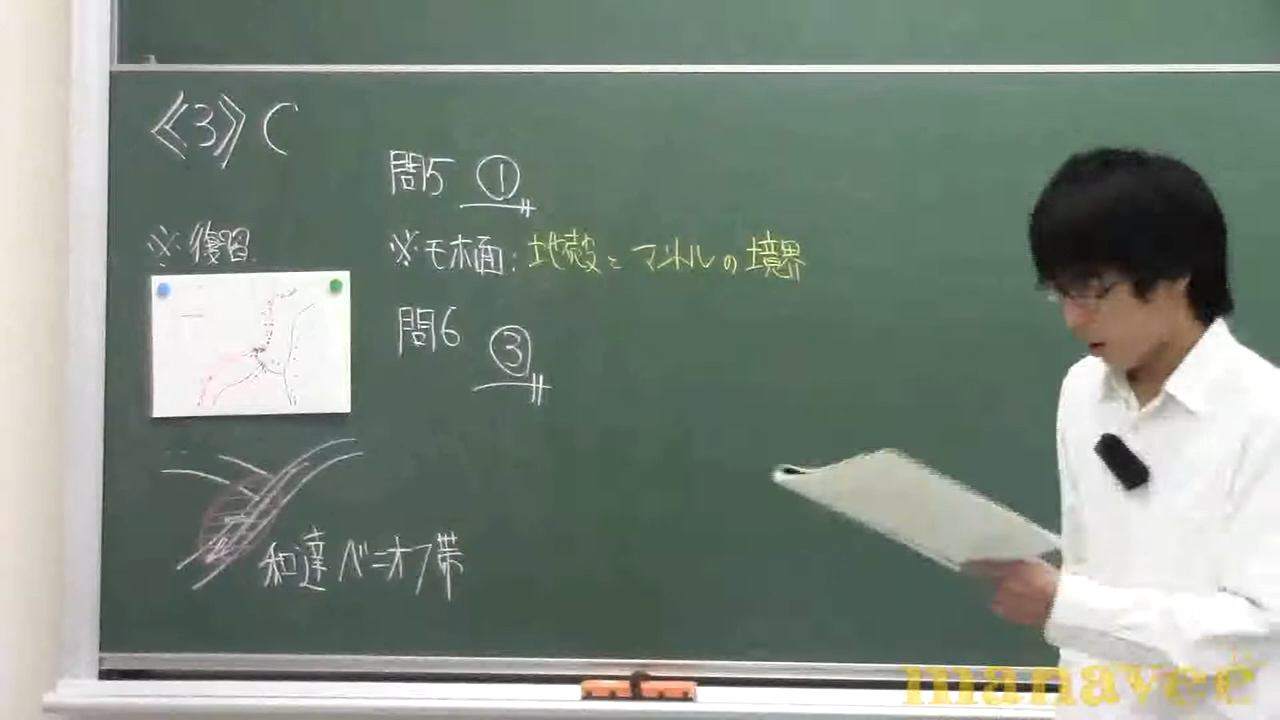 《3》C
問5 ①
※復習
※モホ面：地殻とマントルの境界
問6 ③
和達ベニオフ帯
manavee